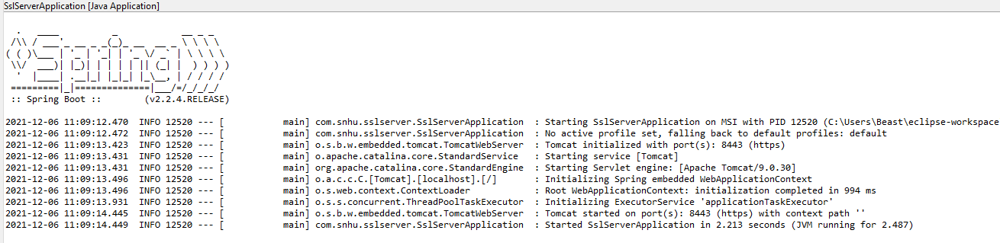 SslServerApplication [Java Application]
  .   ____          _            __ _ _
 /\\ / ___'_ __ _ _(_)_ __  __ _ \ \ \ \
( ( )\___ | '_ | '_| | '_ \/ _` | \ \ \ \
 \\/  ___)| |_)| | | | | || (_| |  ) ) ) )
  '  |____| .__|_| |_|_| |_\__, | / / / /
 =========|_|==============|___/=/_/_/_/
 :: Spring Boot ::        (v2.2.4.RELEASE)
2021-12-06 11:09:12.470  INFO 12520 --- [           main] com.snhu.sslserver.SslServerApplication  : Starting SslServerApplication on MSI with PID 12520 (C:\Users\Beast\eclipse-workspace
2021-12-06 11:09:12.472  INFO 12520 --- [           main] com.snhu.sslserver.SslServerApplication  : No active profile set, falling back to default profiles: default
2021-12-06 11:09:13.423  INFO 12520 --- [           main] o.s.b.w.embedded.tomcat.TomcatWebServer  : Tomcat initialized with port(s): 8443 (https)
2021-12-06 11:09:13.431  INFO 12520 --- [           main] o.apache.catalina.core.StandardService   : Starting service [Tomcat]
2021-12-06 11:09:13.431  INFO 12520 --- [           main] org.apache.catalina.core.StandardEngine  : Starting Servlet engine: [Apache Tomcat/9.0.30]
2021-12-06 11:09:13.496  INFO 12520 --- [           main] o.a.c.c.C.[Tomcat].[localhost].[/]       : Initializing Spring embedded WebApplicationContext
2021-12-06 11:09:13.496  INFO 12520 --- [           main] o.s.web.context.ContextLoader            : Root WebApplicationContext: initialization completed in 994 ms
2021-12-06 11:09:13.931  INFO 12520 --- [           main] o.s.s.concurrent.ThreadPoolTaskExecutor  : Initializing ExecutorService 'applicationTaskExecutor'
2021-12-06 11:09:14.445  INFO 12520 --- [           main] o.s.b.w.embedded.tomcat.TomcatWebServer  : Tomcat started on port(s): 8443 (https) with context path ''
2021-12-06 11:09:14.449  INFO 12520 --- [           main] com.snhu.sslserver.SslServerApplication  : Started SslServerApplication in 2.213 seconds (JVM running for 2.487)